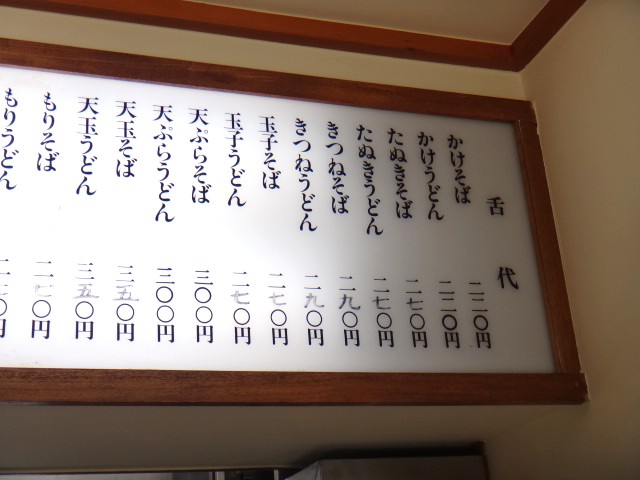 舌代
かけそば 二二〇円
かけうどん 二二〇円
たぬきそば 二七〇円
たぬきうどん 二七〇円
きつねそば 二九〇円
きつねうどん 二九〇円
玉子そば 二七〇円
玉子うどん 二七〇円
天ぷらそば 三〇〇円
天ぷらうどん 三〇〇円
天玉そば 三五〇円
天玉うどん 三五〇円
もりそば 二七〇円
もりうどん